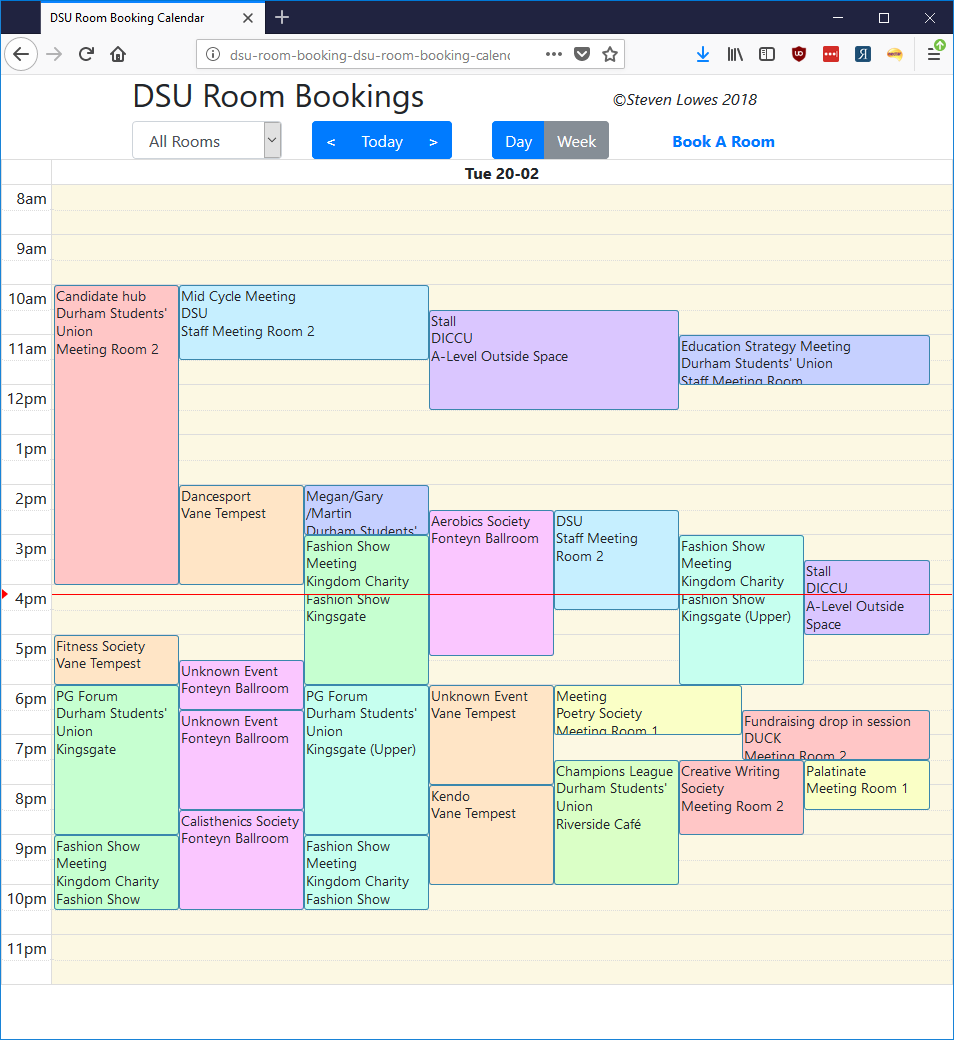 DSU Room Booking Calendar
dsu-room-booking-dsu-room-booking-calenc
DSU Room Bookings
©Steven Lowes 2018
All Rooms
< Today >
Day Week
Book A Room
Tue 20-02
8am
9am
10am
Candidate hub
Durham Students'
Union
Meeting Room 2
Mid Cycle Meeting
DSU
Staff Meeting Room 2
Stall
DICCU
A-Level Outside Space
11am
Education Strategy Meeting
Durham Students' Union
Staff Meeting Room
12pm
1pm
2pm
Dancesport
Vane Tempest
Megan/Gary
/Martin
Durham Students'
Aerobics Society
Fonteyn Ballroom
DSU
Staff Meeting
Room 2
3pm
Fashion Show
Meeting
Kingdom Charity
Fashion Show
Kingsgate
Fashion Show
Meeting
Kingdom Charity
Fashion Show
Kingsgate (Upper)
Stall
DICCU
A-Level Outside
Space
4pm
5pm
Fitness Society
Vane Tempest
Unknown Event
Fonteyn Ballroom
6pm
PG Forum
Durham Students'
Union
Kingsgate
Unknown Event
Fonteyn Ballroom
PG Forum
Durham Students'
Union
Kingsgate (Upper)
Unknown Event
Vane Tempest
Meeting
Poetry Society
Meeting Room 1
Fundraising drop in session
DUCK
Meeting Room 2
7pm
Champions League
Durham Students'
Union
Riverside Café
Creative Writing
Society
Meeting Room 2
Palatinate
Meeting Room 1
8pm
Kendo
Vane Tempest
Calisthenics Society
Fonteyn Ballroom
9pm
Fashion Show
Meeting
Kingdom Charity
Fashion Show
Fashion Show
Meeting
Kingdom Charity
Fashion Show
10pm
11pm